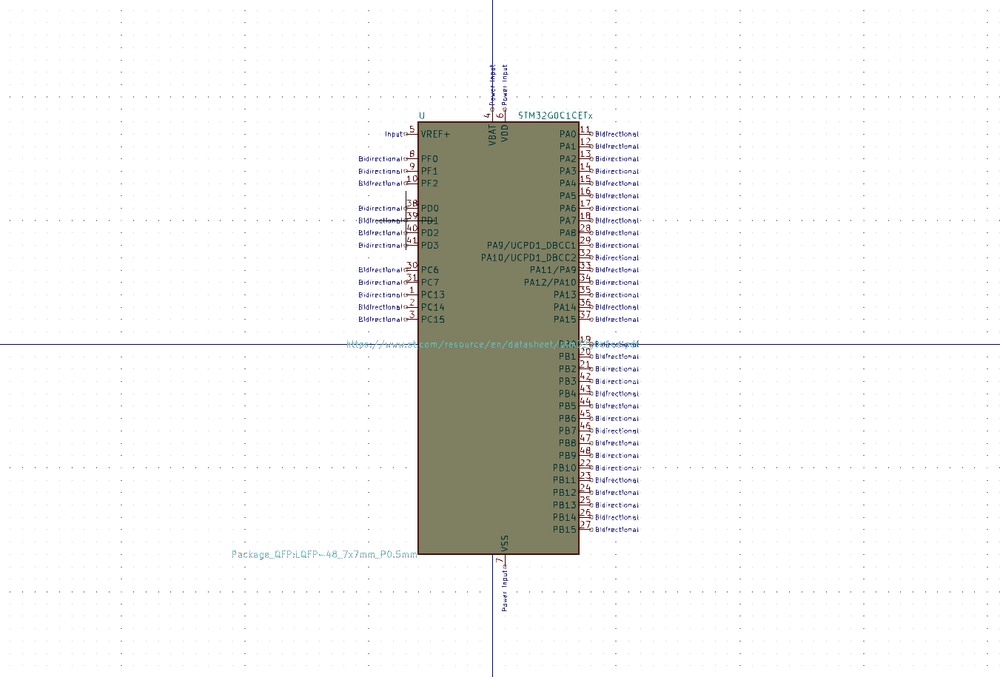 Power Input
Power Input
4
6
U
STM32G0C1CETx
VBAT
VDD
Input 5 VREF+
Bidirectional 8 PF0
Bidirectional 9 PF1
Bidirectional 10 PF2
Bidirectional 38 PD0
Bidirectional 39 PD1
Bidirectional 40 PD2
Bidirectional 41 PD3
Bidirectional 30 PC6
Bidirectional 31 PC7
Bidirectional 1 PC13
Bidirectional 2 PC14
Bidirectional 3 PC15
PA0 11 Bidirectional
PA1 12 Bidirectional
PA2 13 Bidirectional
PA3 14 Bidirectional
PA4 15 Bidirectional
PA5 16 Bidirectional
PA6 17 Bidirectional
PA7 18 Bidirectional
PA8 28 Bidirectional
PA9/UCPD1_DBCC1 29 Bidirectional
PA10/UCPD1_DBCC2 32 Bidirectional
PA11/PA9 33 Bidirectional
PA12/PA10 34 Bidirectional
PA13 35 Bidirectional
PA14 36 Bidirectional
PA15 37 Bidirectional
https://www.st.com/resource/en/datasheet/
19
PB1 20 Bidirectional
PB2 21 Bidirectional
PB3 42 Bidirectional
PB4 43 Bidirectional
PB5 44 Bidirectional
PB6 45 Bidirectional
PB7 46 Bidirectional
PB8 47 Bidirectional
PB9 48 Bidirectional
PB10 22 Bidirectional
PB11 23 Bidirectional
PB12 24 Bidirectional
PB13 25 Bidirectional
PB14 26 Bidirectional
PB15 27 Bidirectional
VSS
Package_QFP:LQFP-48_7x7mm_P0.5mm
7
Power Input